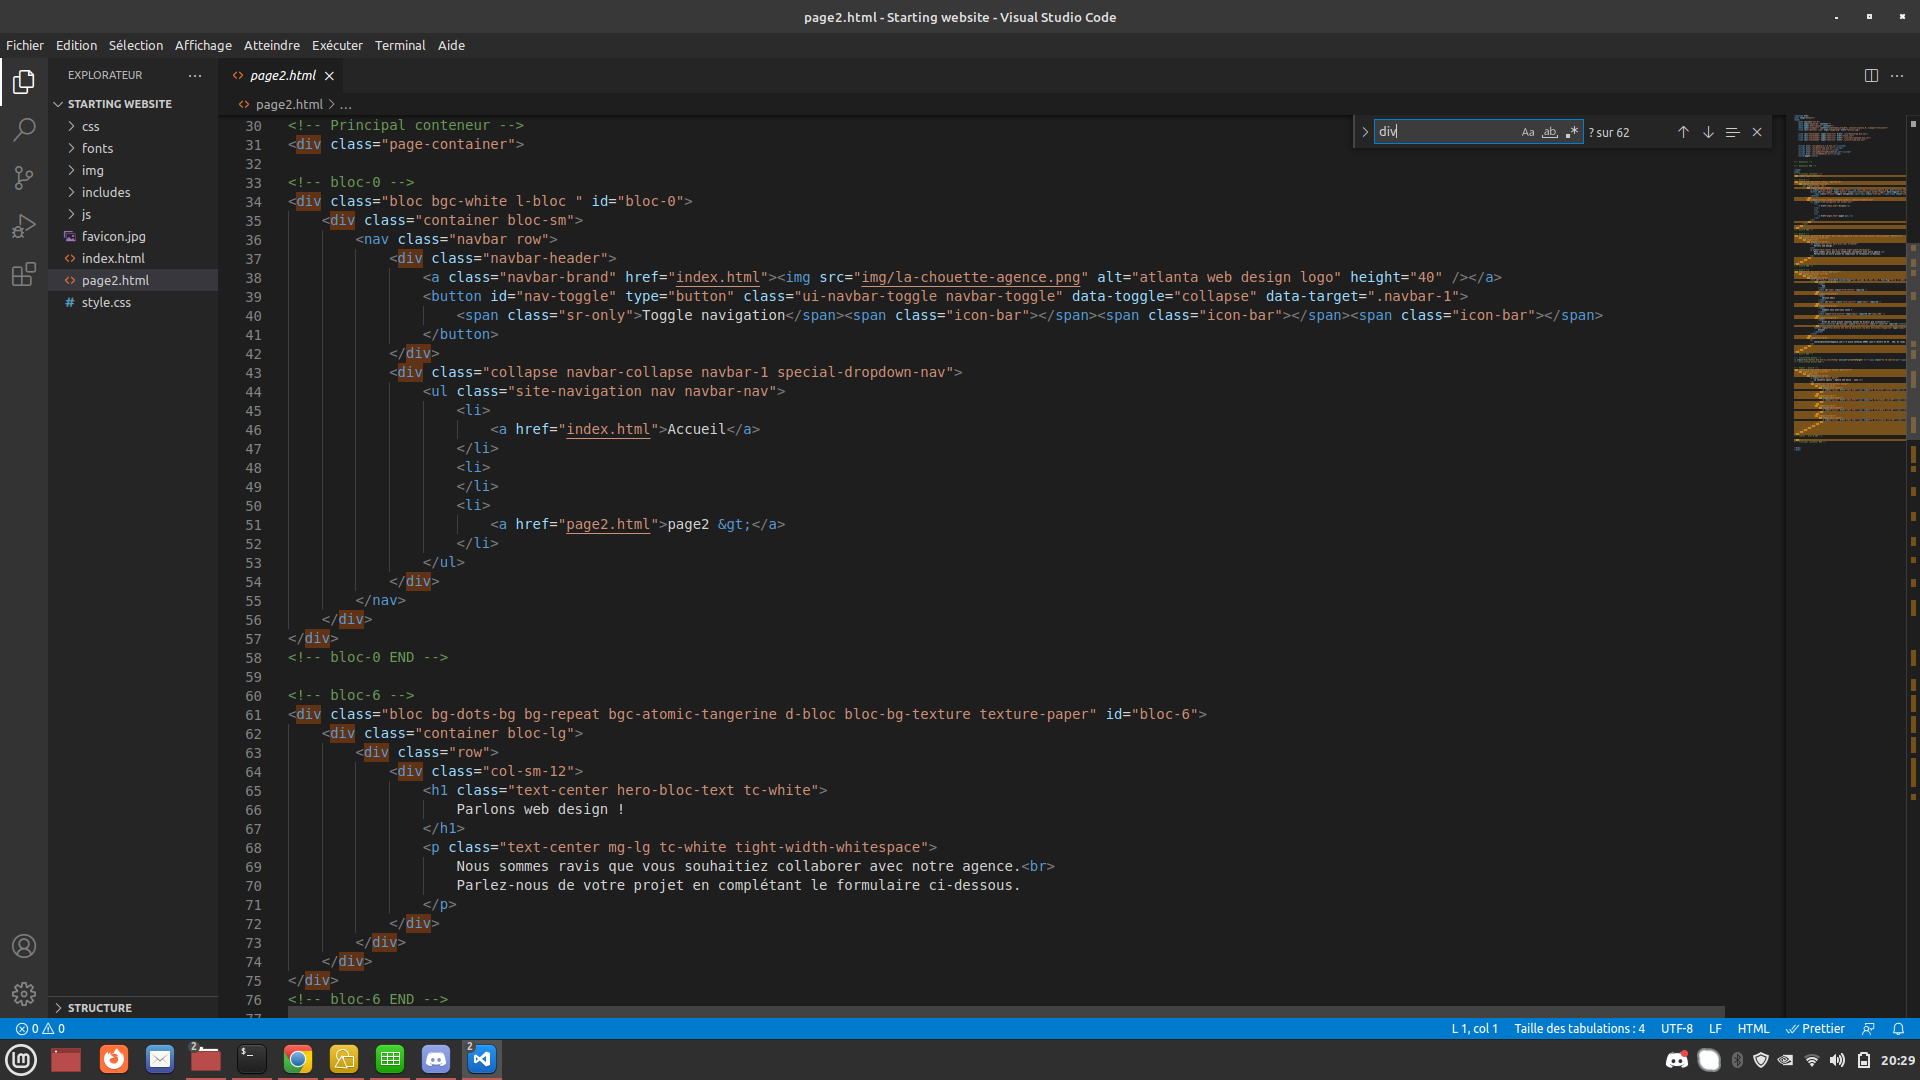 page2.html - Starting website - Visual Studio Code
Fichier Edition Sélection Affichage Atteindre Exécuter Terminal Aide
EXPLORATEUR
page2.html
STARTING WEBSITE
css
fonts
img
includes
js
favicon.jpg
index.html
page2.html
style.css
STRUCTURE
page2.html > ...
div
Aa ab .*
? sur 62
30 <!-- Principal conteneur -->
31 <div class="page-container">
32
33 <!-- bloc-0 -->
34 <div class="bloc bgc-white l-bloc " id="bloc-0">
35 <div class="container bloc-sm">
36 <nav class="navbar row">
37 <div class="navbar-header">
38 <a class="navbar-brand" href="index.html"><img src="img/la-chouette-agence.png" alt="atlanta web design logo" height="40" /></a>
39 <button id="nav-toggle" type="button" class="ui-navbar-toggle navbar-toggle" data-toggle="collapse" data-target=".navbar-1">
40 <span class="sr-only">Toggle navigation</span><span class="icon-bar"></span><span class="icon-bar"></span><span class="icon-bar"></span>
41 </button>
42 </div>
43 <div class="collapse navbar-collapse navbar-1 special-dropdown-nav">
44 <ul class="site-navigation nav navbar-nav">
45 <li>
46 <a href="index.html">Accueil</a>
47 </li>
48 <li>
49 </li>
50 <li>
51 <a href="page2.html">page2 &gt;</a>
52 </li>
53 </ul>
54 </div>
55 </nav>
56 </div>
57 </div>
58 <!-- bloc-0 END -->
59
60 <!-- bloc-6 -->
61 <div class="bloc bg-dots-bg bg-repeat bgc-atomic-tangerine d-bloc bloc-bg-texture texture-paper" id="bloc-6">
62 <div class="container bloc-lg">
63 <div class="row">
64 <div class="col-sm-12">
65 <h1 class="text-center hero-bloc-text tc-white">
66 Parlons web design !
67 </h1>
68 <p class="text-center mg-lg tc-white tight-width-whitespace">
69 Nous sommes ravis que vous souhaitiez collaborer avec notre agence.<br>
70 Parlez-nous de votre projet en complétant le formulaire ci-dessous.
71 </p>
72 </div>
73 </div>
74 </div>
75 </div>
76 <!-- bloc-6 END -->
77
0 0
L 1, col 1 Taille des tabulations : 4 UTF-8 LF HTML Prettier
2 2
20:29